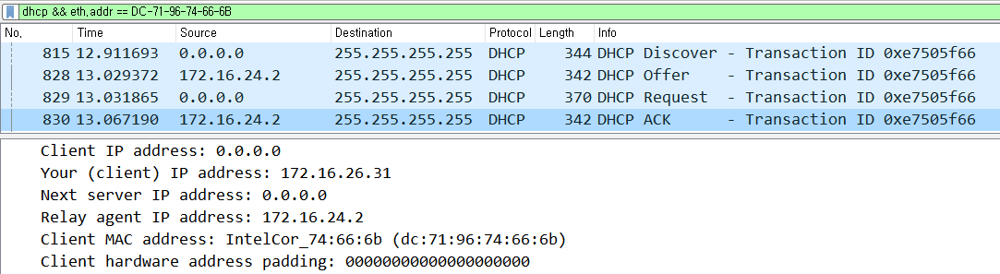 dhcp && eth.addr == DC-71-96-74-66-6B
No. Time Source Destination Protocol Length Info
815 12.911693 0.0.0.0 255.255.255.255 DHCP 344 DHCP Discover - Transaction ID 0xe7505f66
828 13.029372 172.16.24.2 255.255.255.255 DHCP 342 DHCP Offer - Transaction ID 0xe7505f66
829 13.031865 0.0.0.0 255.255.255.255 DHCP 370 DHCP Request - Transaction ID 0xe7505f66
830 13.067190 172.16.24.2 255.255.255.255 DHCP 342 DHCP ACK - Transaction ID 0xe7505f66
Client IP address: 0.0.0.0
Your (client) IP address: 172.16.26.31
Next server IP address: 0.0.0.0
Relay agent IP address: 172.16.24.2
Client MAC address: IntelCor_74:66:6b (dc:71:96:74:66:6b)
Client hardware address padding: 00000000000000000000